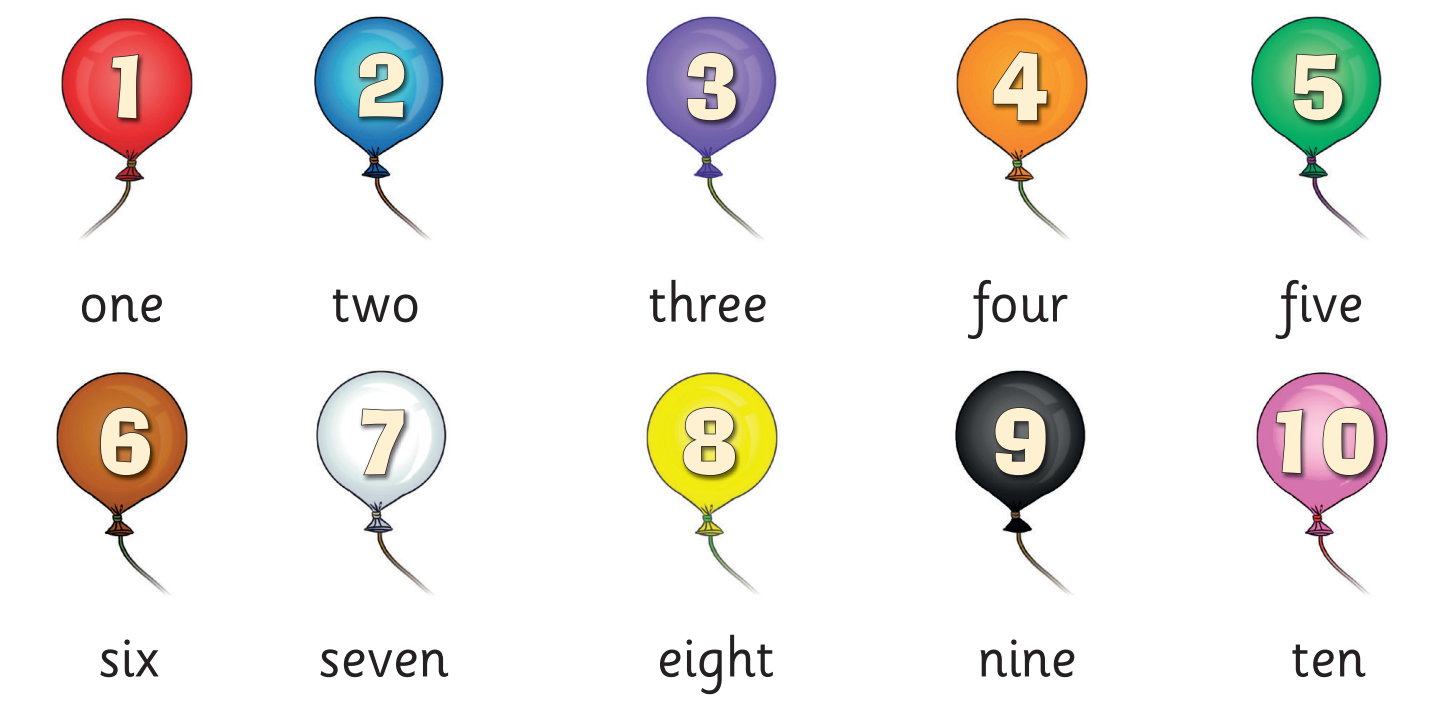 1 2 3 4 5
one two three four five
6 7 8 9 10
six seven eight nine ten